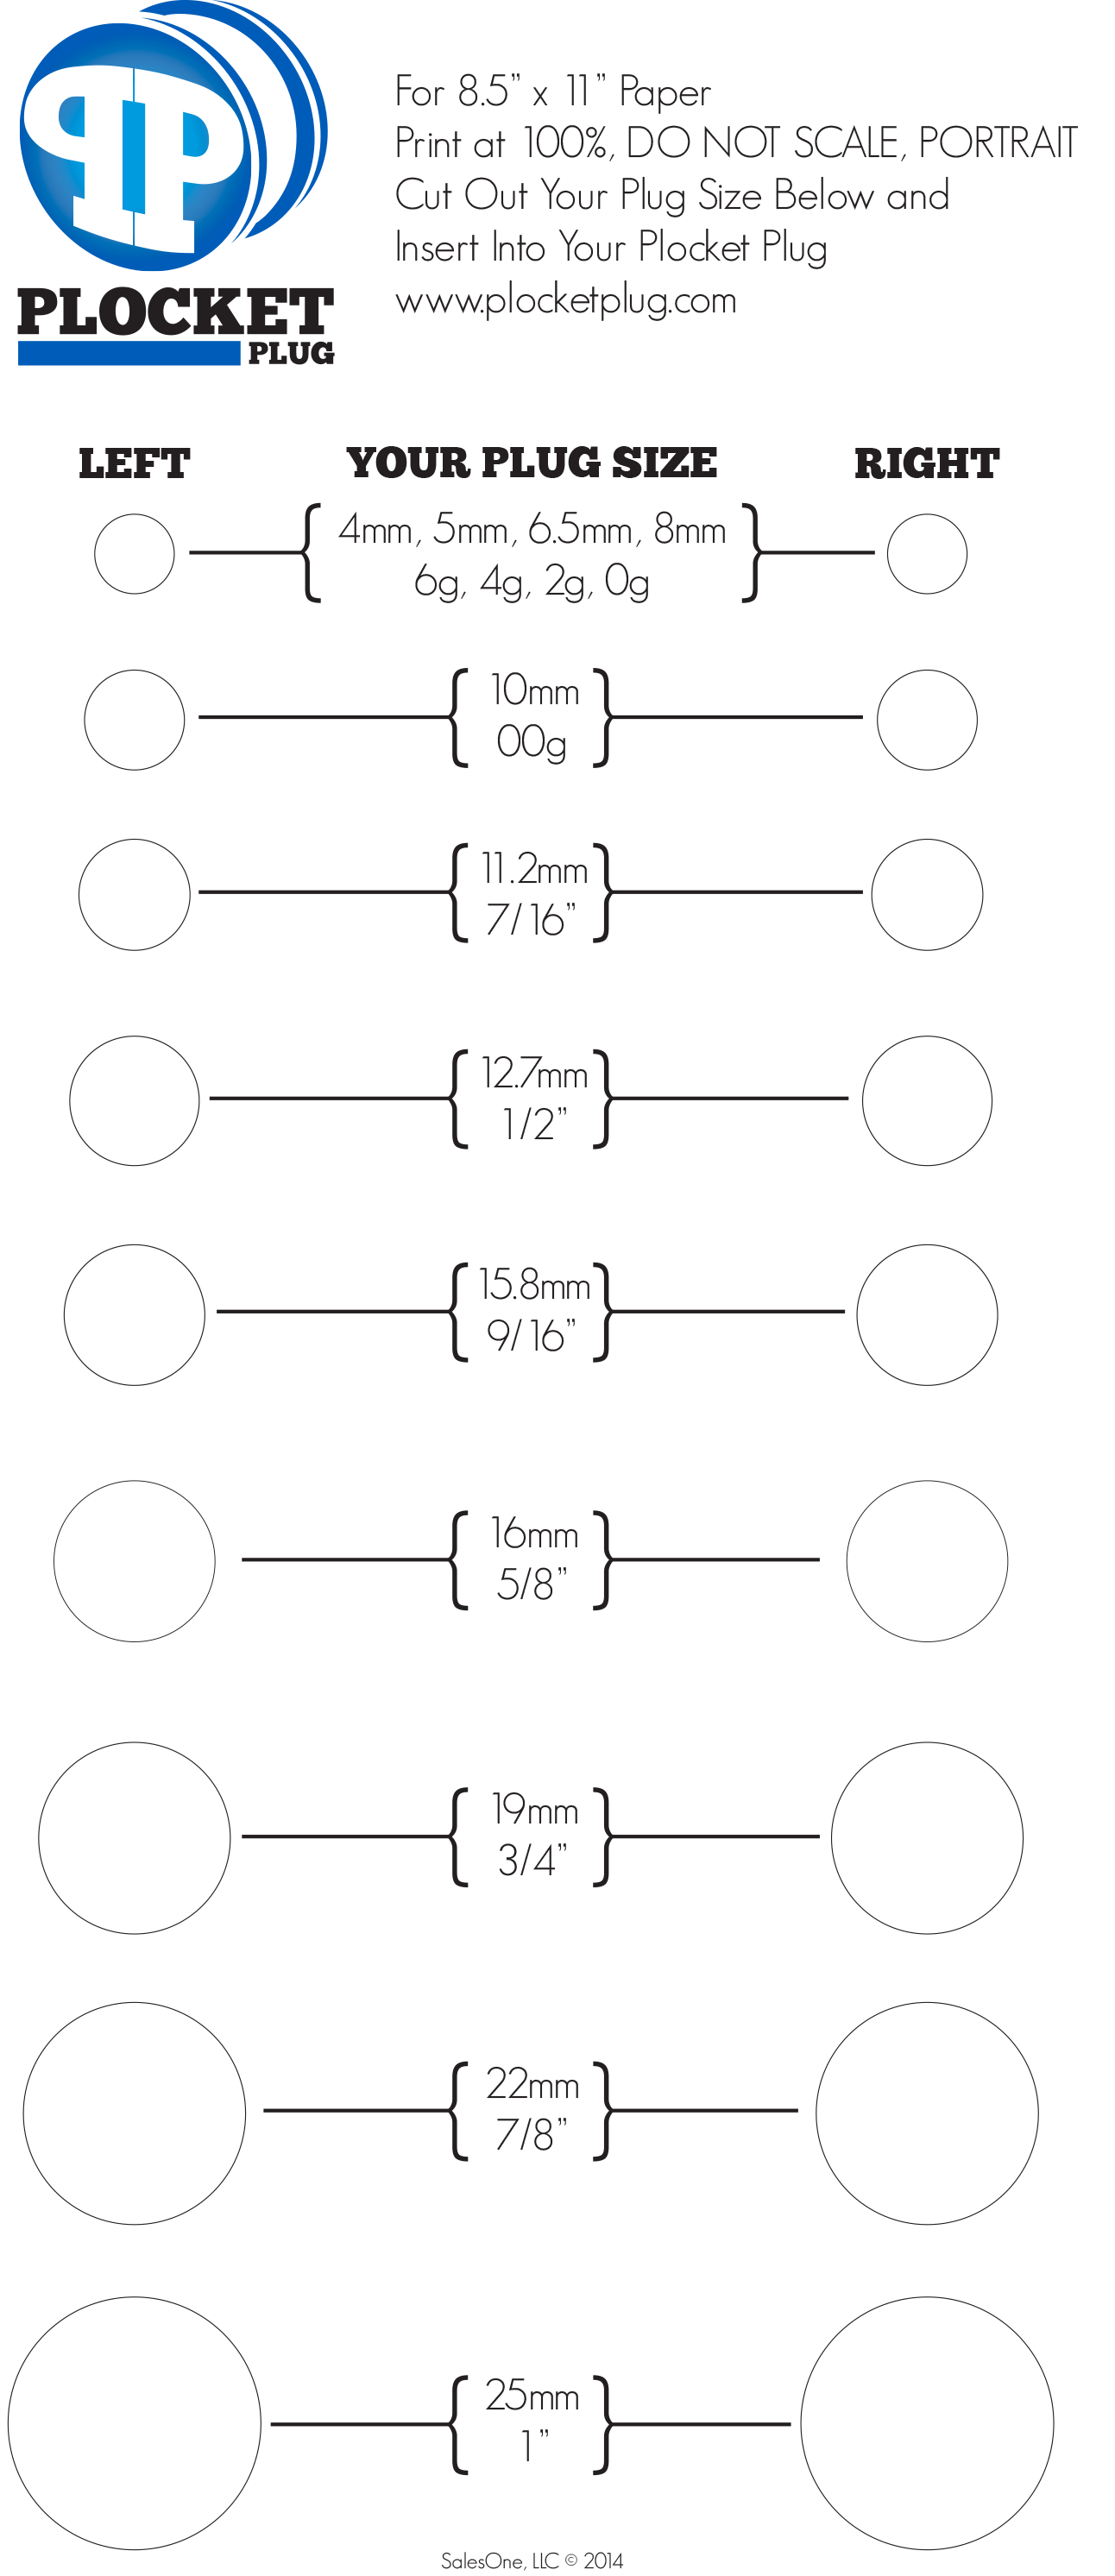 PP
PLOCKET
PLUG
For 8.5” x 11” Paper
Print at 100%, DO NOT SCALE, PORTRAIT
Cut Out Your Plug Size Below and
Insert Into Your Plocket Plug
www.plocketplug.com
LEFT YOUR PLUG SIZE RIGHT
4mm, 5mm, 6.5mm, 8mm
6g, 4g, 2g, 0g
10mm
00g
11.2mm
7/16”
12.7mm
1/2”
15.8mm
9/16”
16mm
5/8”
19mm
3/4”
22mm
7/8”
25mm
1”
SalesOne, LLC © 2014